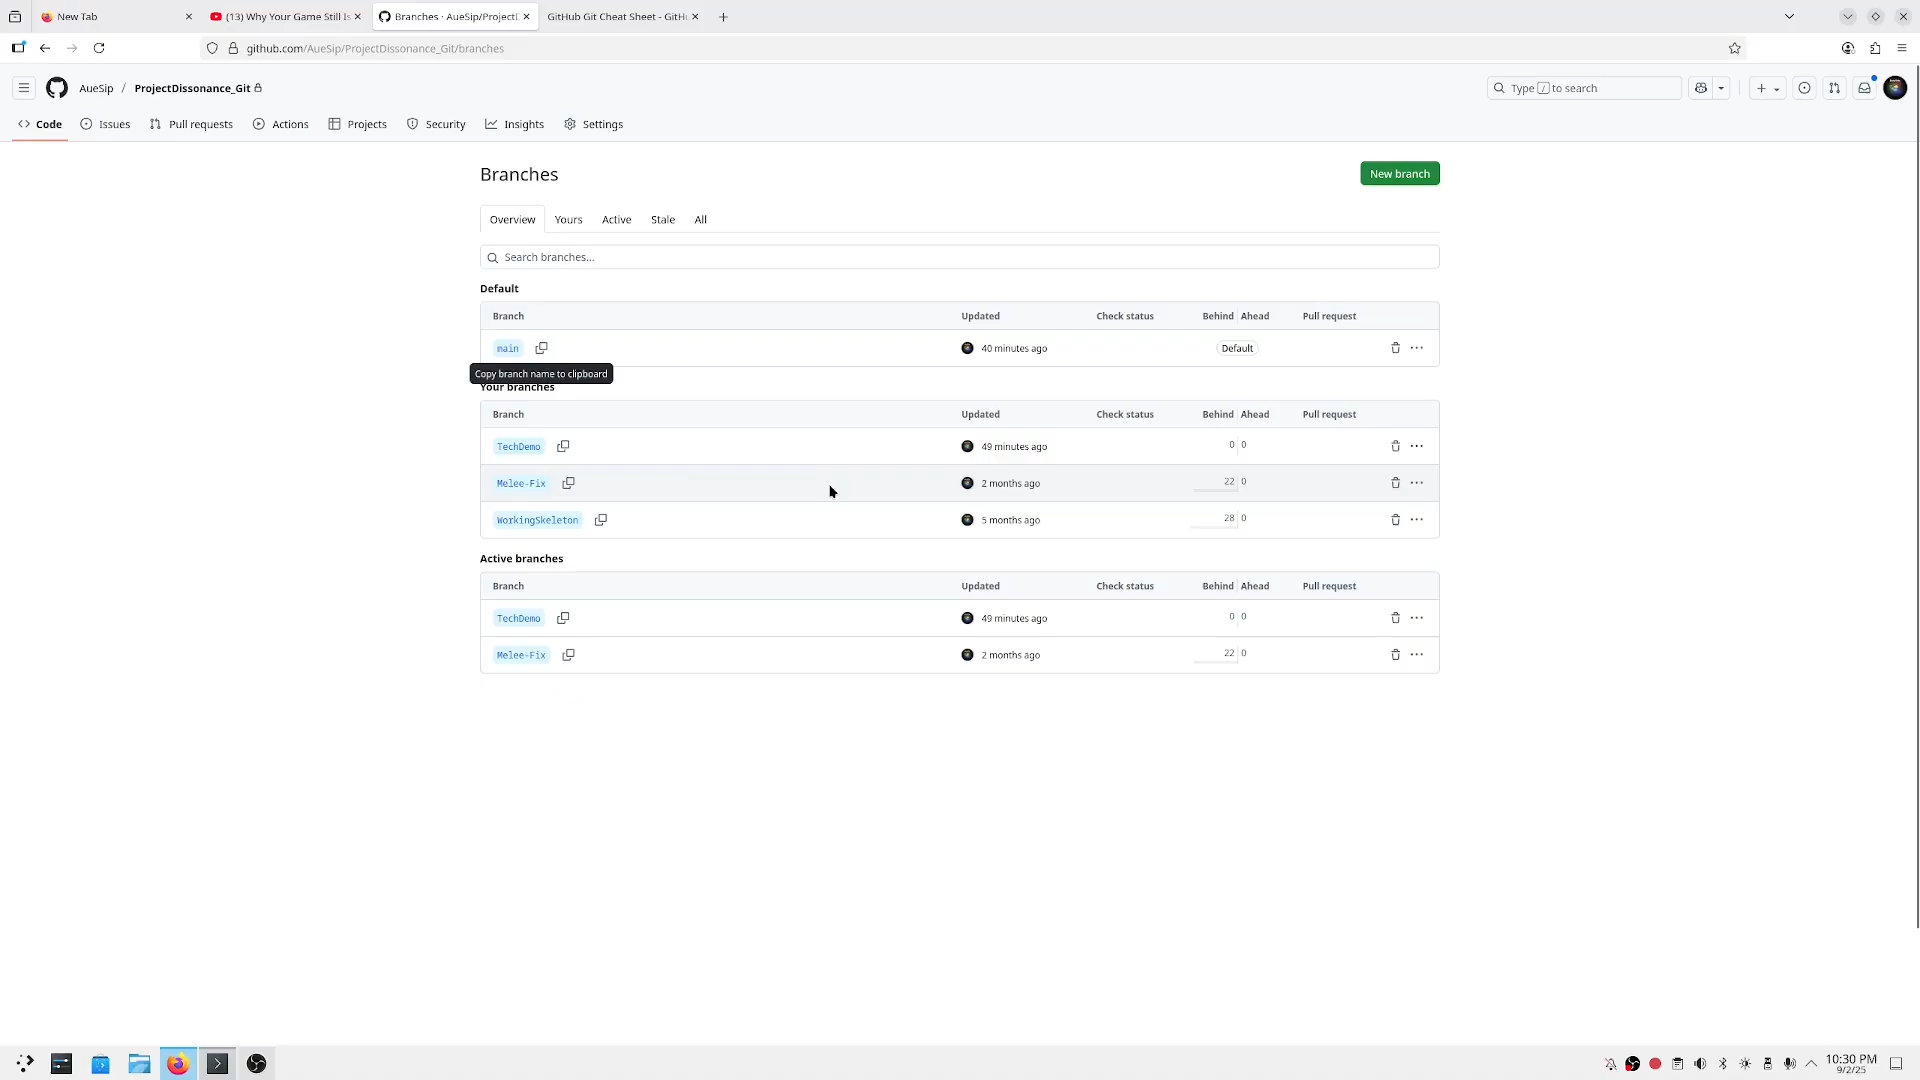 New Tab
(13) Why Your Game Still Is
Branches · AueSip/ProjectD
GitHub Git Cheat Sheet - GitHu
github.com/AueSip/ProjectDissonance_Git/branches
AueSip / ProjectDissonance_Git
Type / to search
Code Issues Pull requests Actions Projects Security Insights Settings
Branches
New branch
Overview Yours Active Stale All
Search branches...
Default
Branch Updated Check status Behind Ahead Pull request
main 40 minutes ago Default
Copy branch name to clipboard
Your branches
Branch Updated Check status Behind Ahead Pull request
TechDemo 49 minutes ago 0 0
Melee-Fix 2 months ago 22 0
WorkingSkeleton 5 months ago 28 0
Active branches
Branch Updated Check status Behind Ahead Pull request
TechDemo 49 minutes ago 0 0
Melee-Fix 2 months ago 22 0
10:30 PM
9/2/25